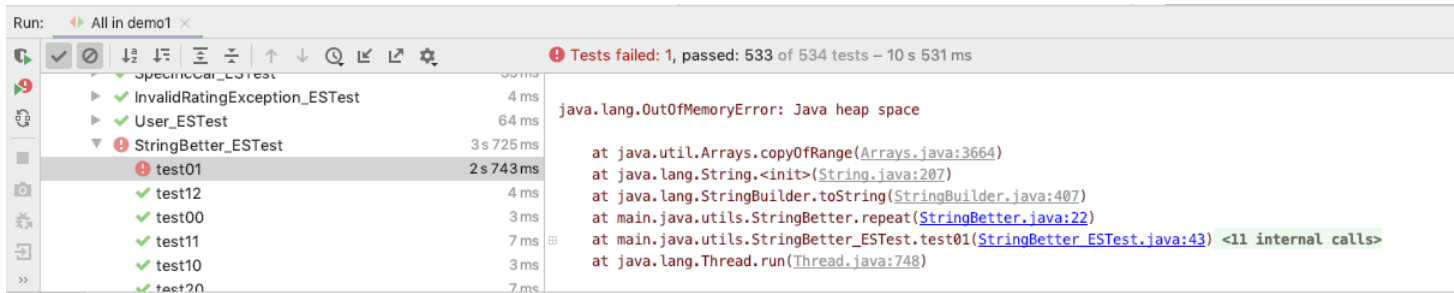 Run: All in demo1
Tests failed: 1, passed: 533 of 534 tests – 10 s 531 ms
SpecificCar_ESTest
InvalidRatingException_ESTest 4 ms
User_ESTest 64 ms
StringBetter_ESTest 3 s 725 ms
test01 2 s 743 ms
test12 4 ms
test00 3 ms
test11 7 ms
test10 3 ms
test20 7 ms
java.lang.OutOfMemoryError: Java heap space
at java.util.Arrays.copyOfRange(Arrays.java:3664)
at java.lang.String.<init>(String.java:207)
at java.lang.StringBuilder.toString(StringBuilder.java:407)
at main.java.utils.StringBetter.repeat(StringBetter.java:22)
at main.java.utils.StringBetter_ESTest.test01(StringBetter_ESTest.java:43) <11 internal calls>
at java.lang.Thread.run(Thread.java:748)